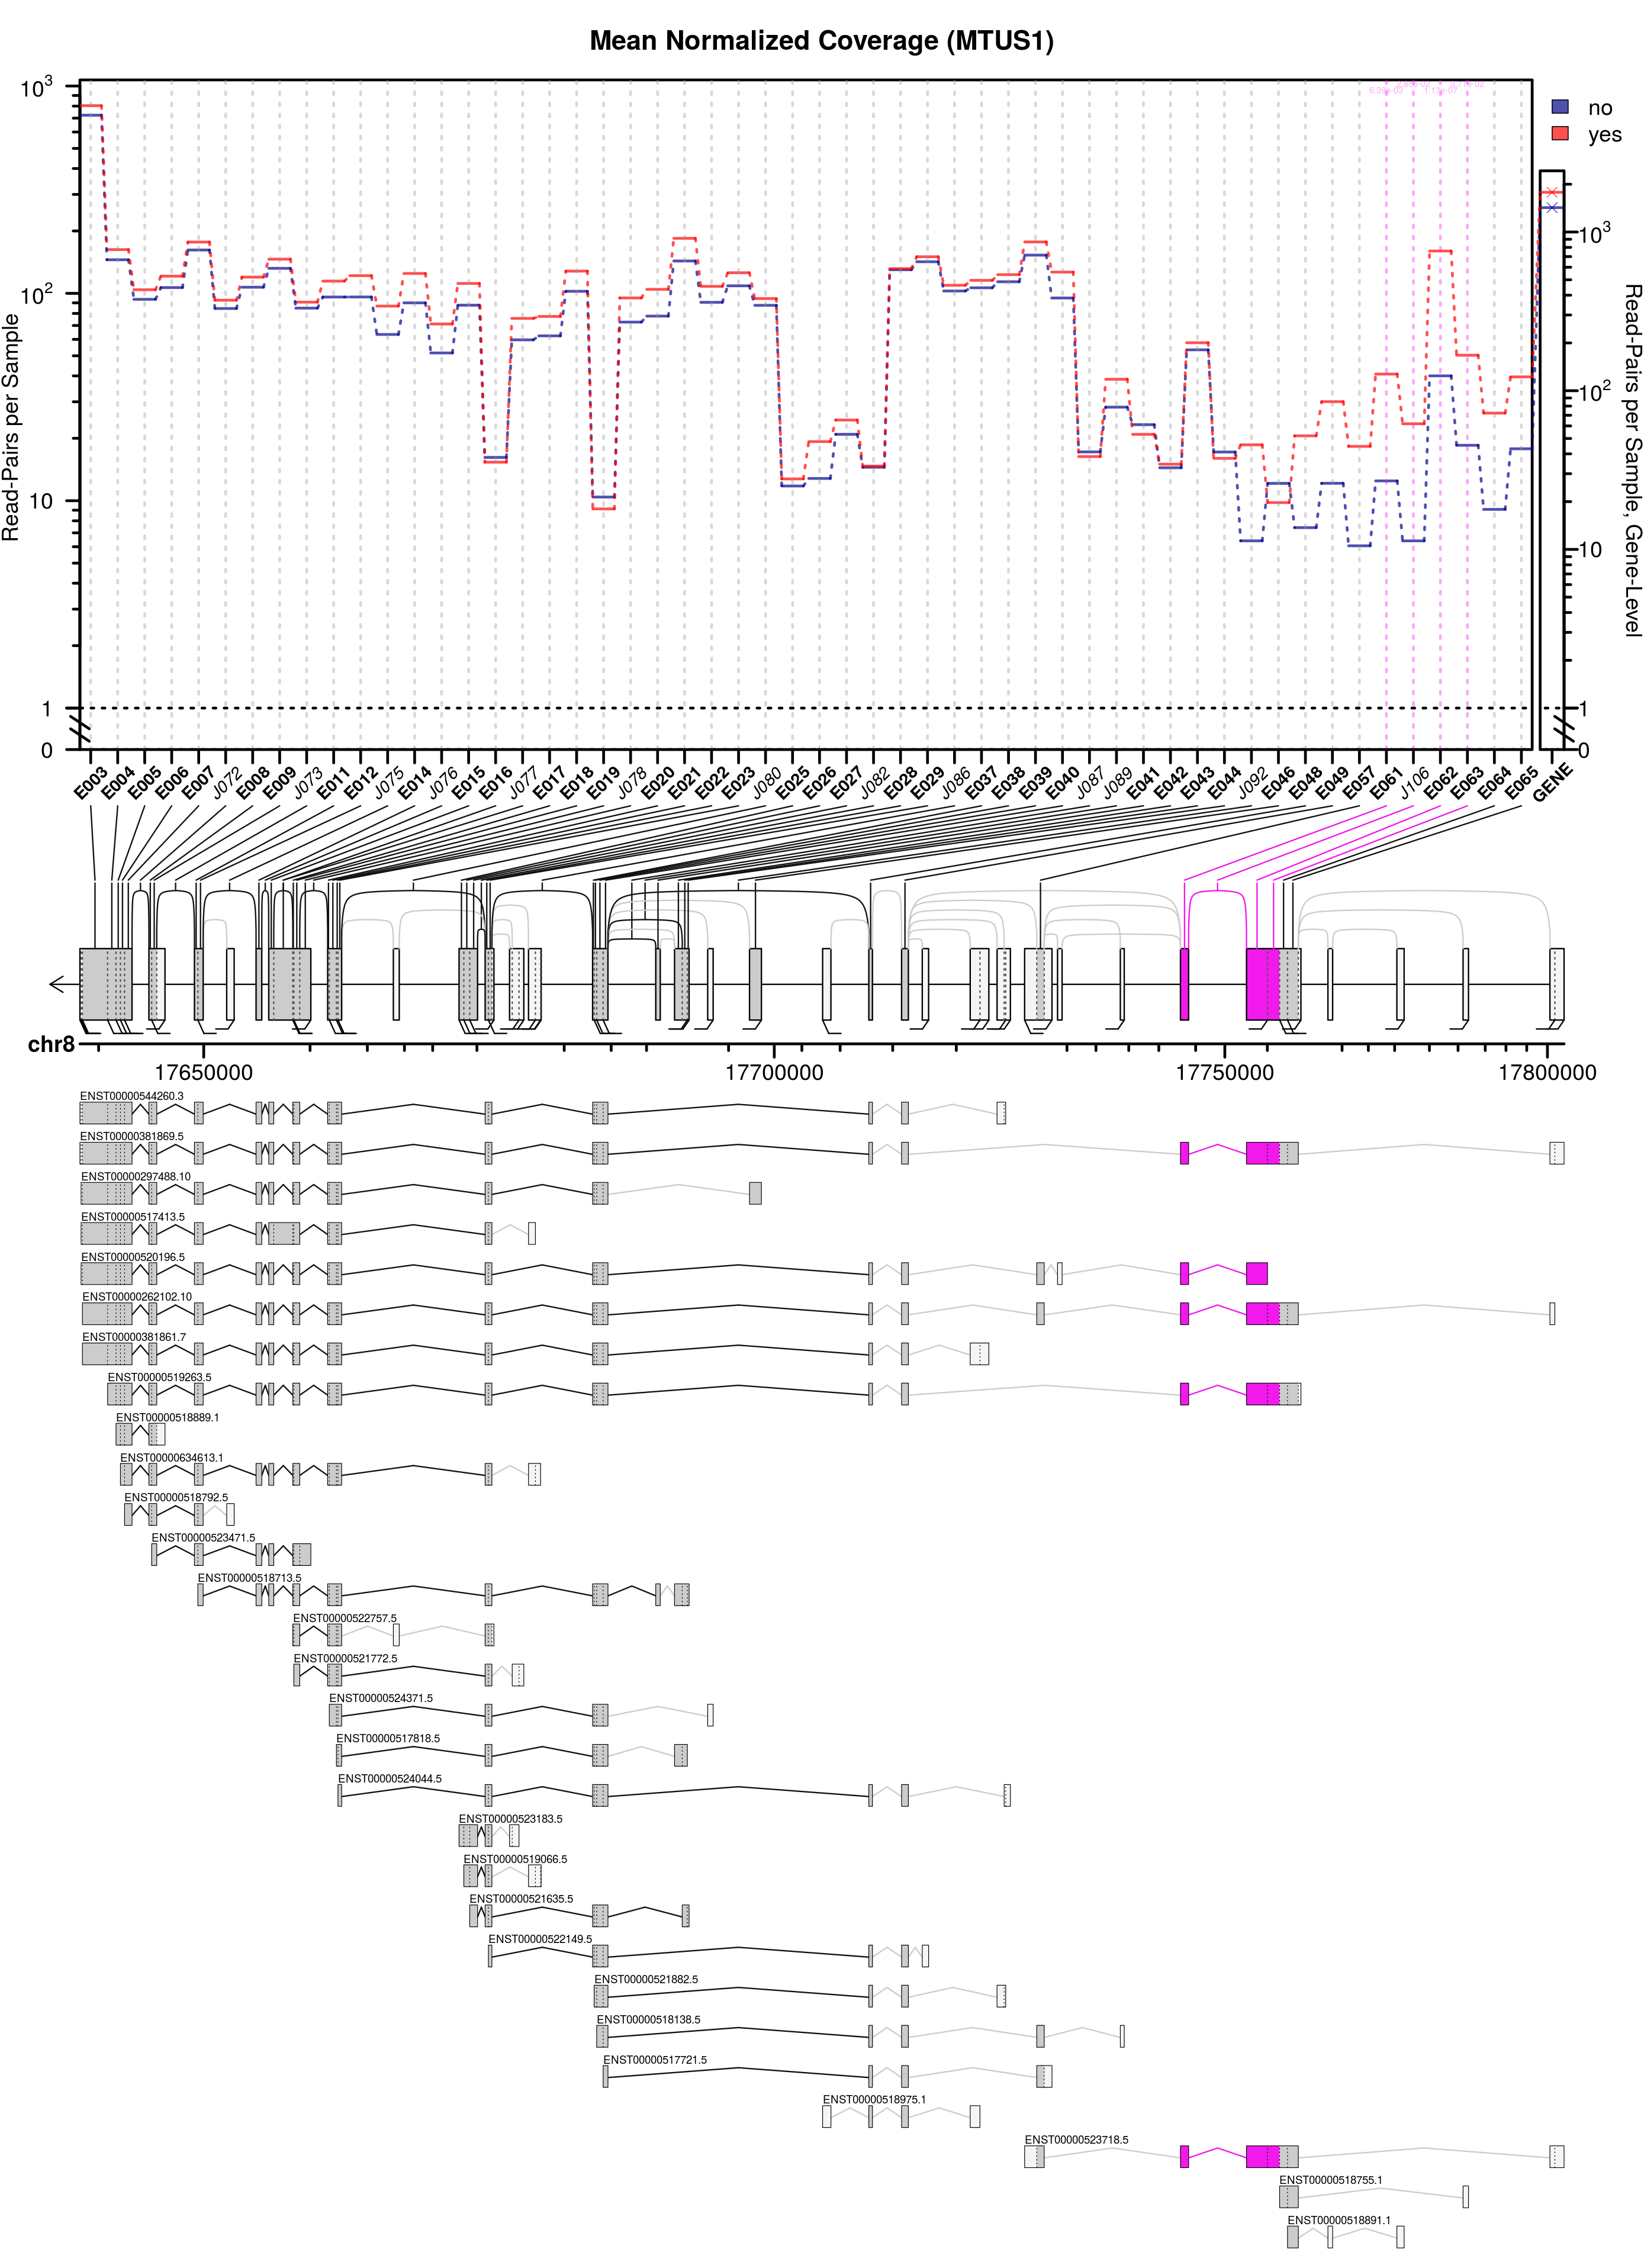 Mean Normalized Coverage (MTUS1)
10³
10²
10
1
0
Read-Pairs per Sample
no
yes
10³
10²
10
1
0
Read-Pairs per Sample, Gene-Level
E003 E004 E005 E006 E007 J072 E008 E009 J073 E011 E012 J075 E014 J076 E015 E016 J077 E017 E018 E019 J078 E020 E021 E022 E023 J080 E025 E026 E027 J082 E028 E029 J086 E037 E038 E039 E040 J087 J089 E041 E042 E043 E044 J092 E046 E048 E049 E057 E061 J106 E062 E063 E064 E065 GENE
chr8
17650000 17700000 17750000 17800000
ENST00000544260.3
ENST00000381869.5
ENST00000297488.10
ENST00000517413.5
ENST00000520196.5
ENST00000262102.10
ENST00000381861.7
ENST00000519263.5
ENST00000518889.1
ENST00000634613.1
ENST00000518792.5
ENST00000523471.5
ENST00000518713.5
ENST00000522757.5
ENST00000521772.5
ENST00000524371.5
ENST00000517818.5
ENST00000524044.5
ENST00000523183.5
ENST00000519066.5
ENST00000521635.5
ENST00000522149.5
ENST00000521882.5
ENST00000518138.5
ENST00000517721.5
ENST00000518975.1
ENST00000523718.5
ENST00000518755.1
ENST00000518891.1